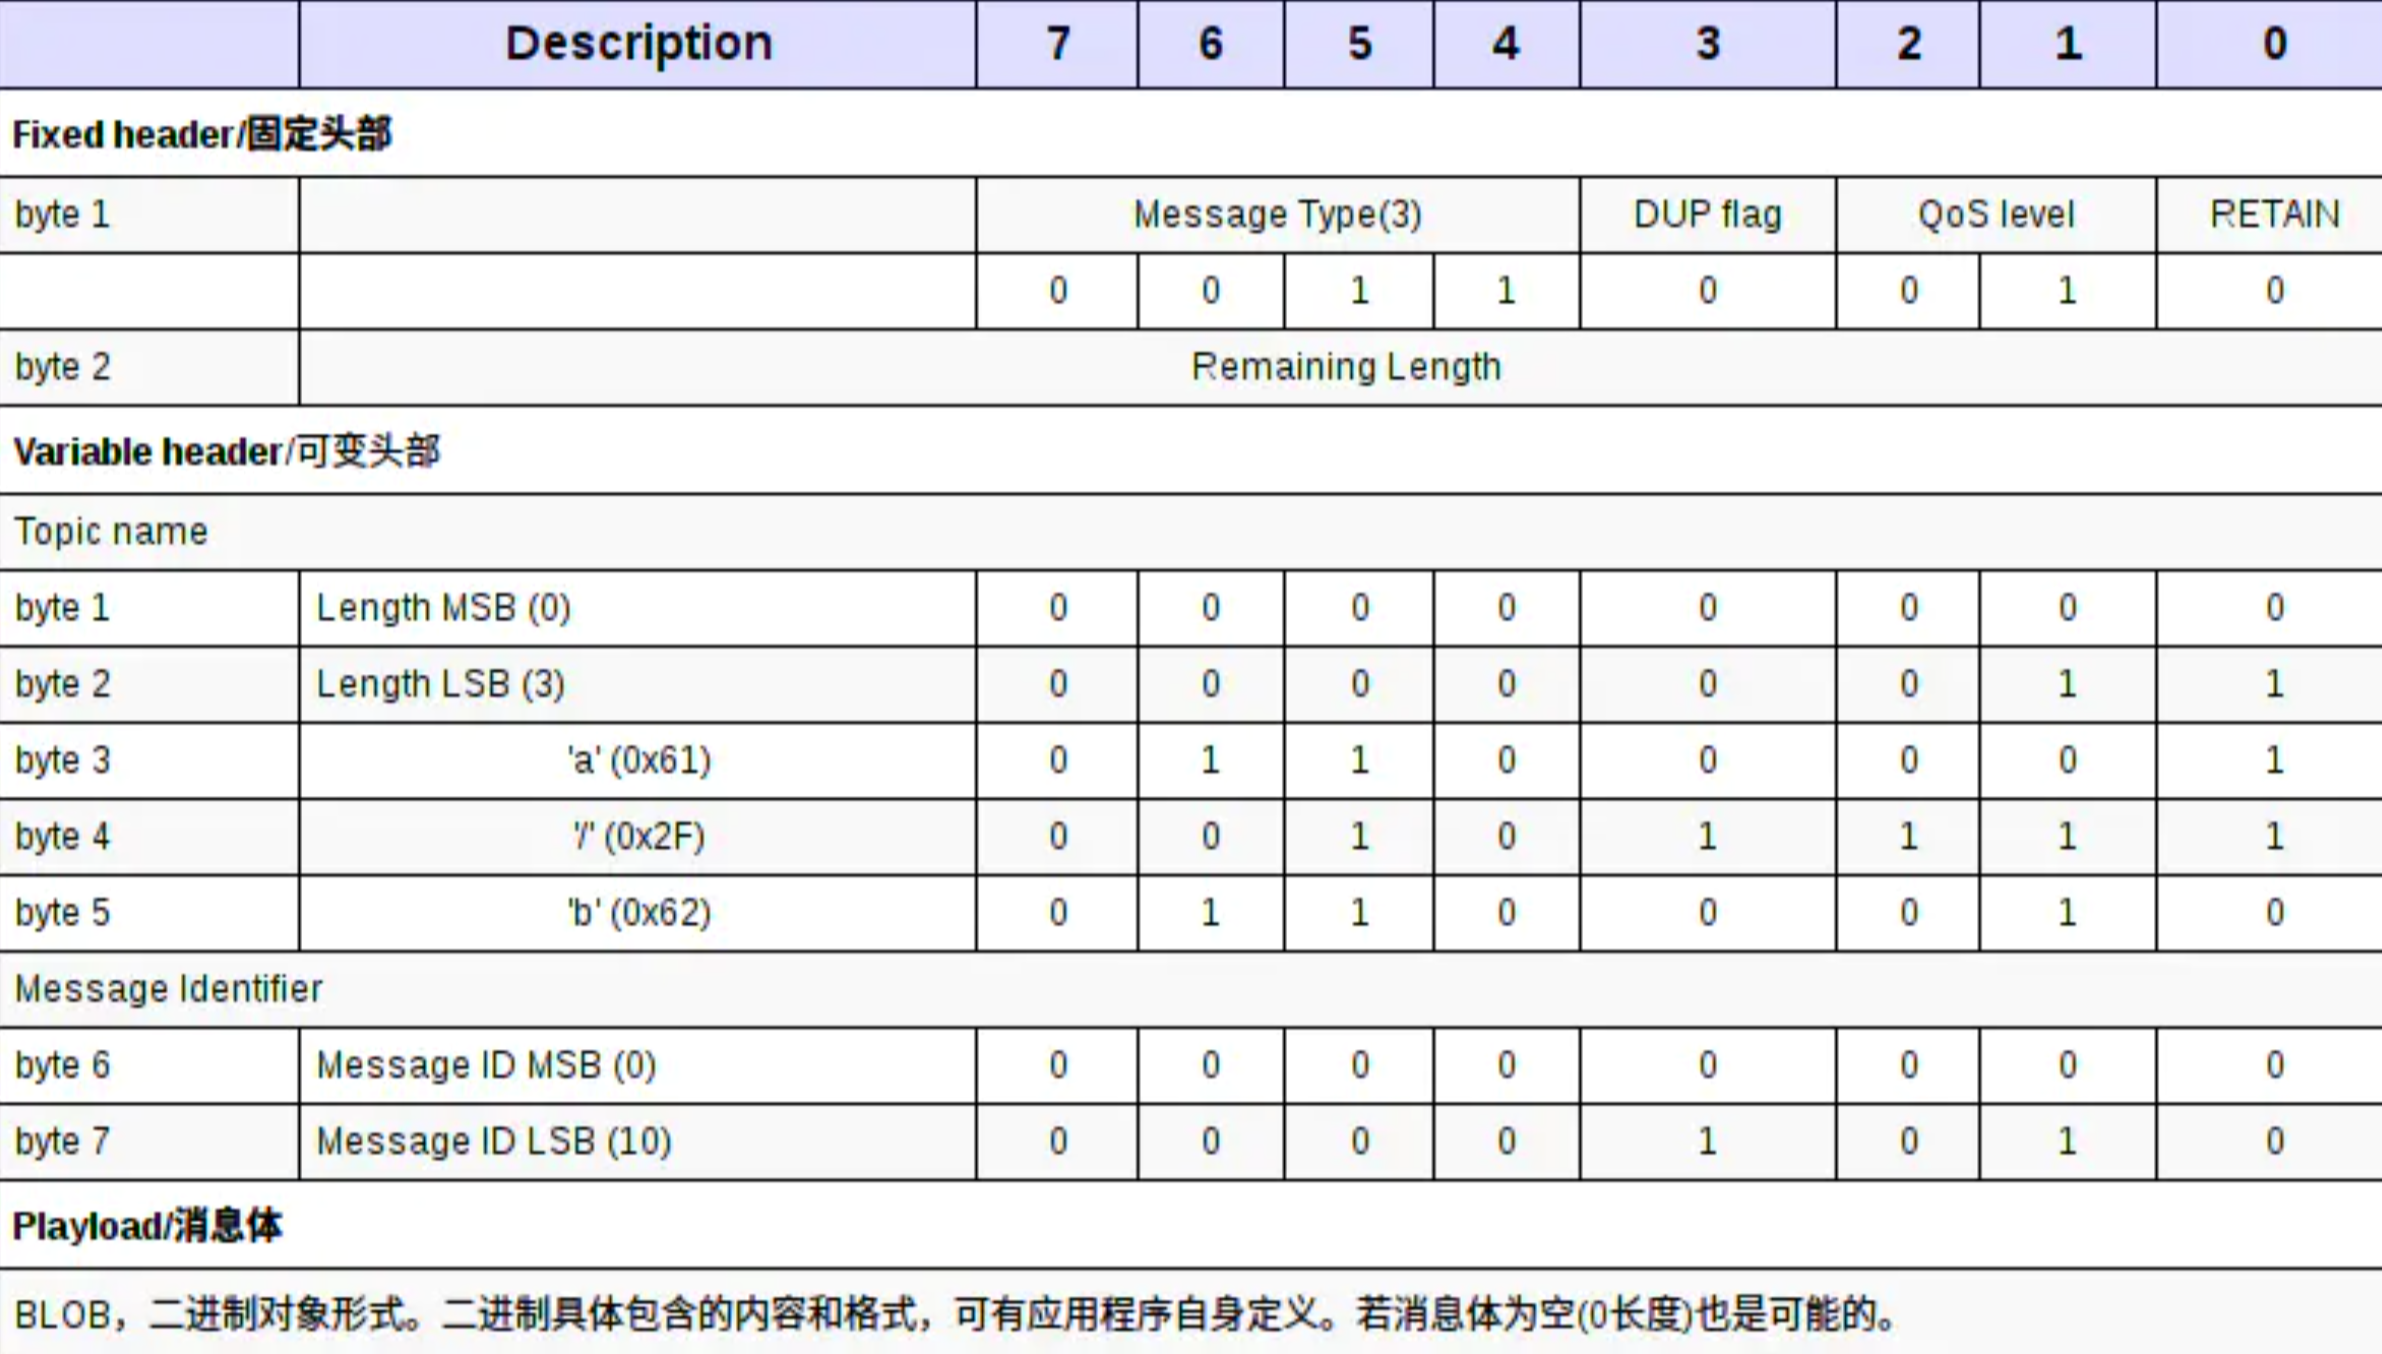 Description 7 6 5 4 3 2 1 0
Fixed header/固定头部
byte 1 Message Type(3) DUP flag QoS level RETAIN
0 0 1 1 0 0 1 0
byte 2 Remaining Length
Variable header/可变头部
Topic name
byte 1 Length MSB (0) 0 0 0 0 0 0 0 0
byte 2 Length LSB (3) 0 0 0 0 0 0 1 1
byte 3 'a' (0x61) 0 1 1 0 0 0 0 1
byte 4 '/' (0x2F) 0 0 1 0 1 1 1 1
byte 5 'b' (0x62) 0 1 1 0 0 0 1 0
Message Identifier
byte 6 Message ID MSB (0) 0 0 0 0 0 0 0 0
byte 7 Message ID LSB (10) 0 0 0 0 1 0 1 0
Playload/消息体
BLOB，二进制对象形式。二进制具体包含的内容和格式，可有应用程序自身定义。若消息体为空(0长度)也是可能的。